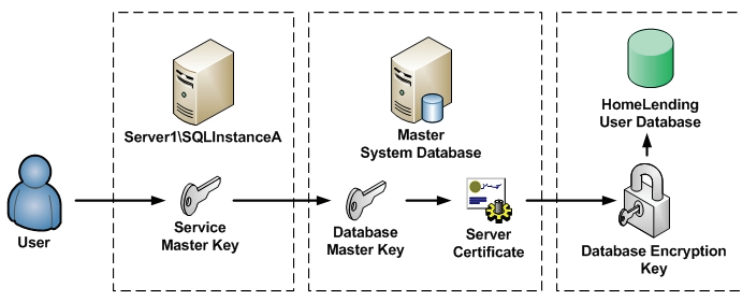 Server1\SQLInstanceA
Master
System Database
HomeLending
User Database
User
Service
Master Key
Database
Master Key
Server
Certificate
Database Encryption
Key